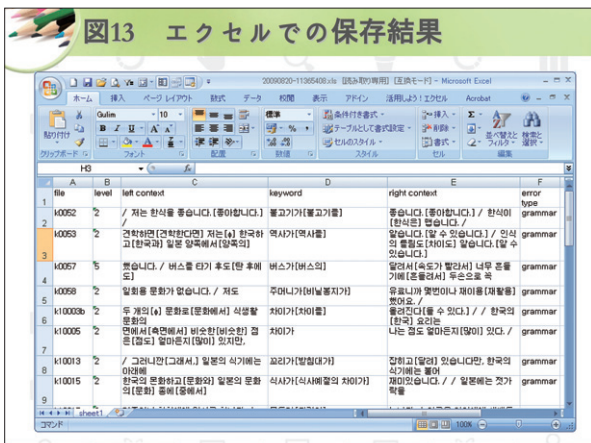 図13 エクセルでの保存結果
20090820-11365408.xls [読み取り専用] [互換モード] - Microsoft Excel
ホーム 挿入 ページ レイアウト 数式 データ 校閲 表示 アドイン 活用しよう！エクセル Acrobat
Gulim 10 標準 条件付き書式 挿入
貼り付け B I U テーブルとして書式設定 削除 並べ替えと フィルタ 検索と 選択
セルのスタイル 書式
クリップボード フォント 配置 数値 スタイル セル 編集
H3 fx
A B C D E F
1 file level left context keyword right context error type
2 k0052 2 / 저는 한식을 좋습니다.[좋아합니다.] / 불고기가[불고기를] 좋습니다.[좋아합니다.] / 한식이[한식은] 맵습니다. / grammar
3 k0053 2 견학하면[견학한다면] 저는[ϕ] 한국하고[한국과] 일본 양쪽에서[양쪽의] 역사가[역사를] 알습니다.[알 수 있습니다.] / 인식의 틀림도[차이도] 알습니다.[알 수 있습니다.] grammar
4 k0057 5 했습니다. / 버스를 타기 후도[탄 후에도] 버스가[버스의] 달려서[속도가 빨라서] 너무 흔들기에[흔들려서] 두손으로 꼭 grammar
5 k0058 2 일회용 문화가 없습니다. / 저도 주머니가[비닐봉지가] 유료니까 몇번이나 재이용[재활용]했어요. / grammar
6 k10003b 2 두 개의[ϕ] 문화로[문화에서] 식생활 문화의 차이가[차이를] 올려진다[들 수 있다.] / / 한국의[한국] 요리는 grammar
7 k10005 2 면에서[측면에서] 비슷한[비슷한] 점은[점도] 얼마든지[많이] 있지만, 차이가 나는 점도 얼마든지[많이] 있다. / grammar
8 k10013 2 / 그러니깐[그래서,] 일본의 식기에는 아래에 꼬리가[받침대가] 잡히고[달려] 있습니다만, 한국의 식기에는 붙어 grammar
9 k10015 2 한국의 문화하고[문화와] 일본의 문화의[문화] 중에[중에서] 식사가[식사예절의 차이가] 재미있습니다. / / 일본에는 젓가락을 grammar
sheet1
コマンド 100%